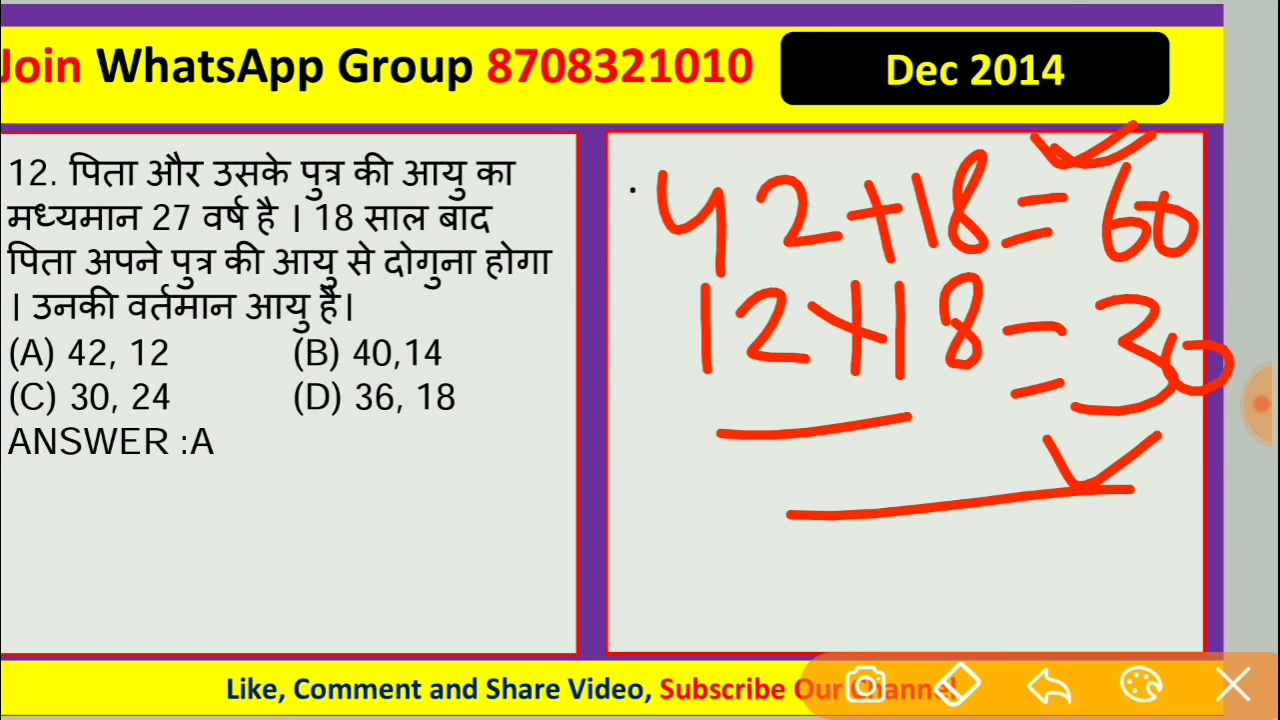 Join WhatsApp Group 8708321010
Dec 2014
12. पिता और उसके पुत्र की आयु का
मध्यमान 27 वर्ष है । 18 साल बाद
पिता अपने पुत्र की आयु से दोगुना होगा
। उनकी वर्तमान आयु है।
(A) 42, 12 (B) 40,14
(C) 30, 24 (D) 36, 18
ANSWER :A
42+18=60
12+18=30
Like, Comment and Share Video, Subscribe Our Channel